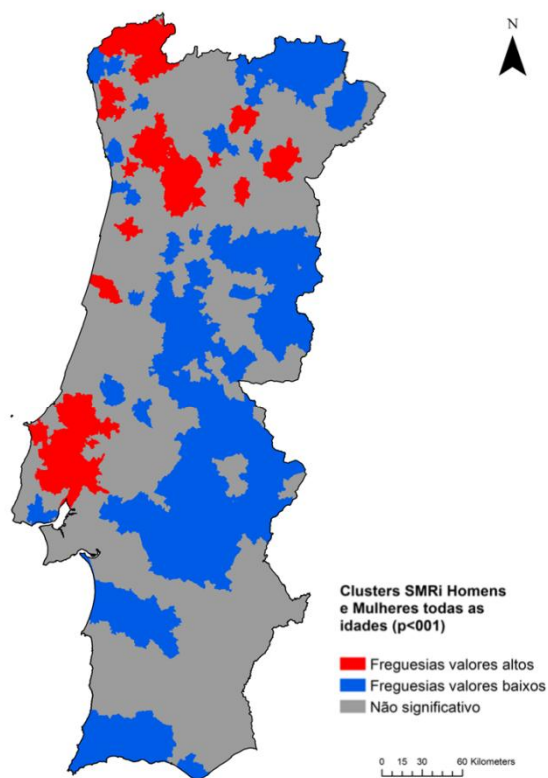 N
Clusters SMRi Homens
e Mulheres todas as
idades (p<001)
Freguesias valores altos
Freguesias valores baixos
Não significativo
0 15 30 60 Kilometers